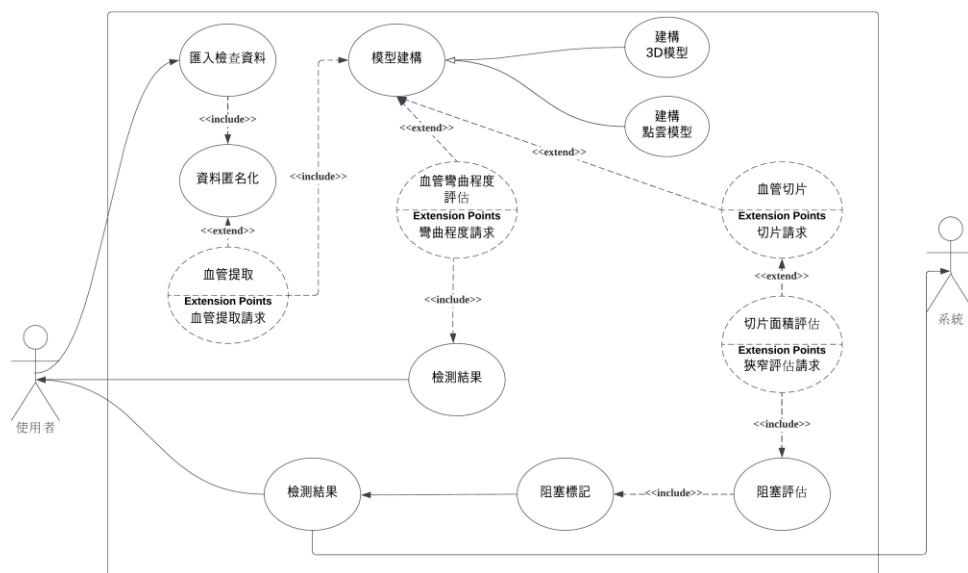 匯入檢查資料
模型建構
建構
3D模型
建構
點雲模型
<<include>>
<<extend>>
<<extend>>
資料匿名化
<<include>>
血管彎曲程度
評估
Extension Points
彎曲程度請求
血管切片
Extension Points
切片請求
<<extend>>
血管提取
Extension Points
血管提取請求
<<extend>>
<<include>>
切片面積評估
Extension Points
狹窄評估請求
系統
使用者
檢測結果
<<include>>
檢測結果
阻塞標記
<<include>>
阻塞評估